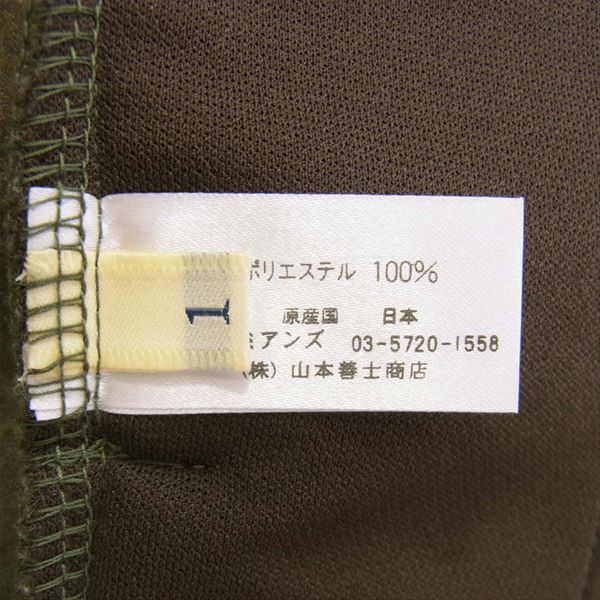 ポリエステル 100%
1
原産国 日本
ミアンズ 03-5720-1558
(株) 山本善士商店